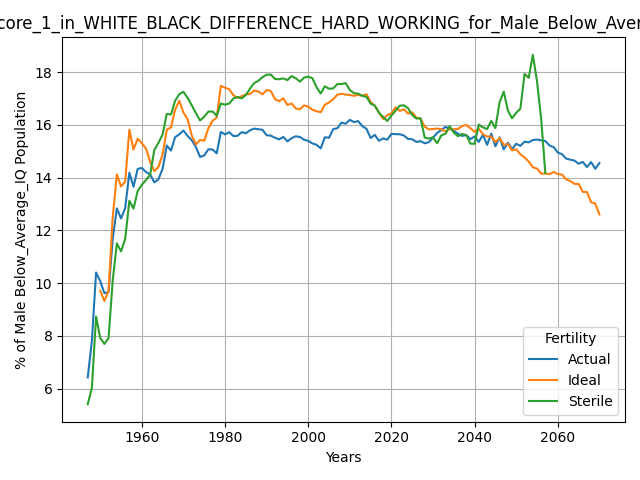 core_1_in_WHITE_BLACK_DIFFERENCE_HARD_WORKING_for_Male_Below_Aver
% of Male Below_Average_IQ Population
18
16
14
12
10
8
6
1960
1980
2000
2020
2040
2060
Years
Fertility
Actual
Ideal
Sterile